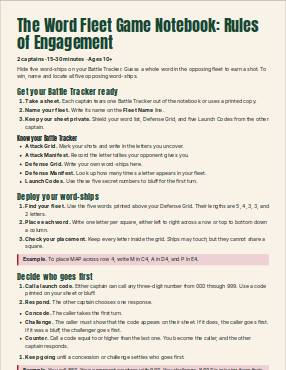 The Word Fleet Game Notebook: Rules
of Engagement
2 captains · 15-30 minutes · Ages 10+
Hide five word-ships on your Battle Tracker. Guess a whole word in the opposing fleet to earn a shot. To
win, name and locate all five opposing word-ships.
Get your Battle Tracker ready
1. Take a sheet. Each captain tears one Battle Tracker out of the notebook or uses a printed copy.
2. Name your fleet. Write its name on the Fleet Name line.
3. Keep your sheet private. Shield your word list, Defense Grid, and five Launch Codes from the other
captain.
Know your Battle Tracker
• Attack Grid. Mark your shots and write in the letters you uncover.
• Attack Manifest. Record the letter tallies your opponent gives you.
• Defense Grid. Write your own word-ships here.
• Defense Manifest. Look up how many times a letter appears in your fleet.
• Launch Codes. Use these five secret numbers to bluff for the first turn.
Deploy your word-ships
1. Find your fleet. Use the five words printed above your Defense Grid. Their lengths are 5, 4, 3, 3, and
2 letters.
2. Place each word. Write one letter per square, either left to right across a row or top to bottom down
a column.
3. Check your placement. Keep every letter inside the grid. Ships may touch, but they cannot share a
square.
Example. To place MAP across row 4, write M in C4, A in D4, and P in E4.
Decide who goes first
1. Call a launch code. Either captain can call any three-digit number from 000 through 999. Use a code
printed on your sheet or bluff.
2. Respond. The other captain chooses one response.
• Concede. The caller takes the first turn.
• Challenge. The caller must show that the code appears on their sheet. If it does, the caller goes first.
If it was a bluff, the challenger goes first.
• Counter. Call a code equal to or higher than the last one. You become the caller, and the other
captain responds.
1. Keep going until a concession or challenge settles who goes first.